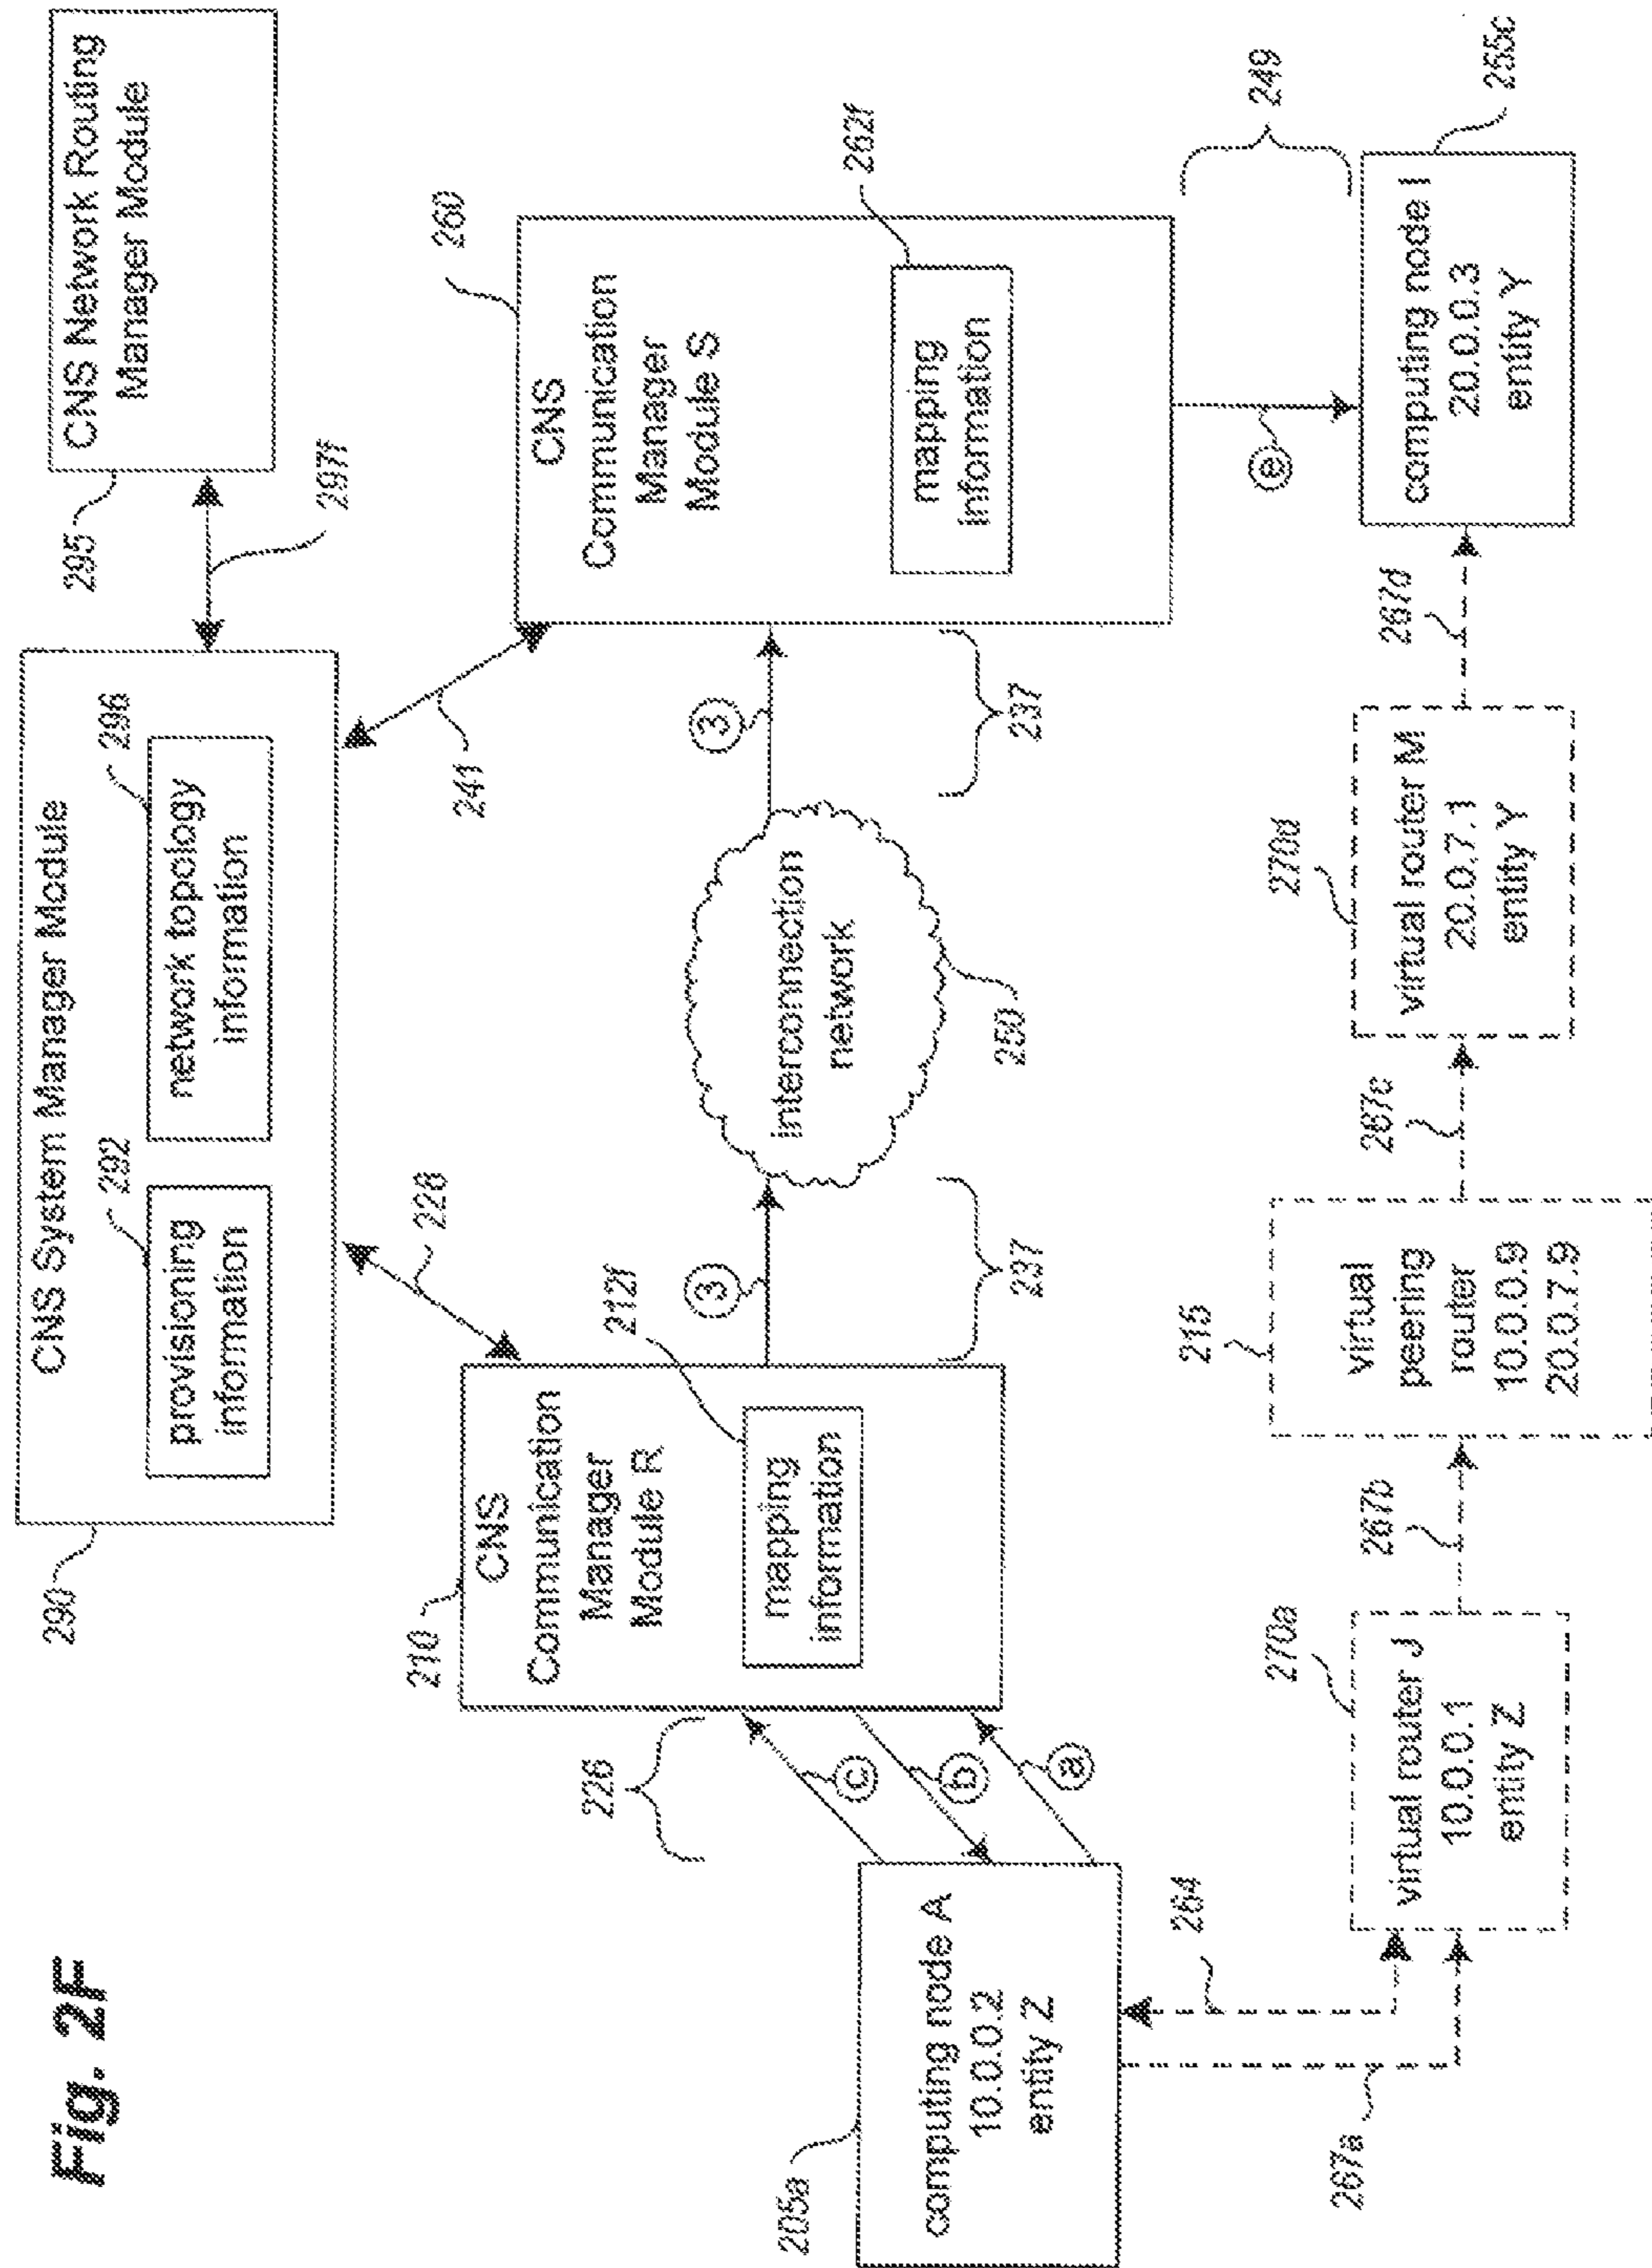 Fig. 2F
290
CNS System Manager Module
292
provisioning
information
296
network topology
information
295
CNS Network Routing
Manager Module
297f
228
241
210
CNS
Communication
Manager
Module R
212f
mapping
information
260
CNS
Communication
Manager
Module S
262f
mapping
information
226
c
b
a
3
237
interconnection
network
250
3
237
249
e
205a
computing node A
10.0.0.2
entity Z
264
267a
270a
virtual router J
10.0.0.1
entity Z
267b
215
virtual
peering
router
10.0.0.9
20.0.7.9
267c
270d
virtual router M
20.0.7.1
entity Y
267d
255c
computing node I
20.0.0.3
entity Y